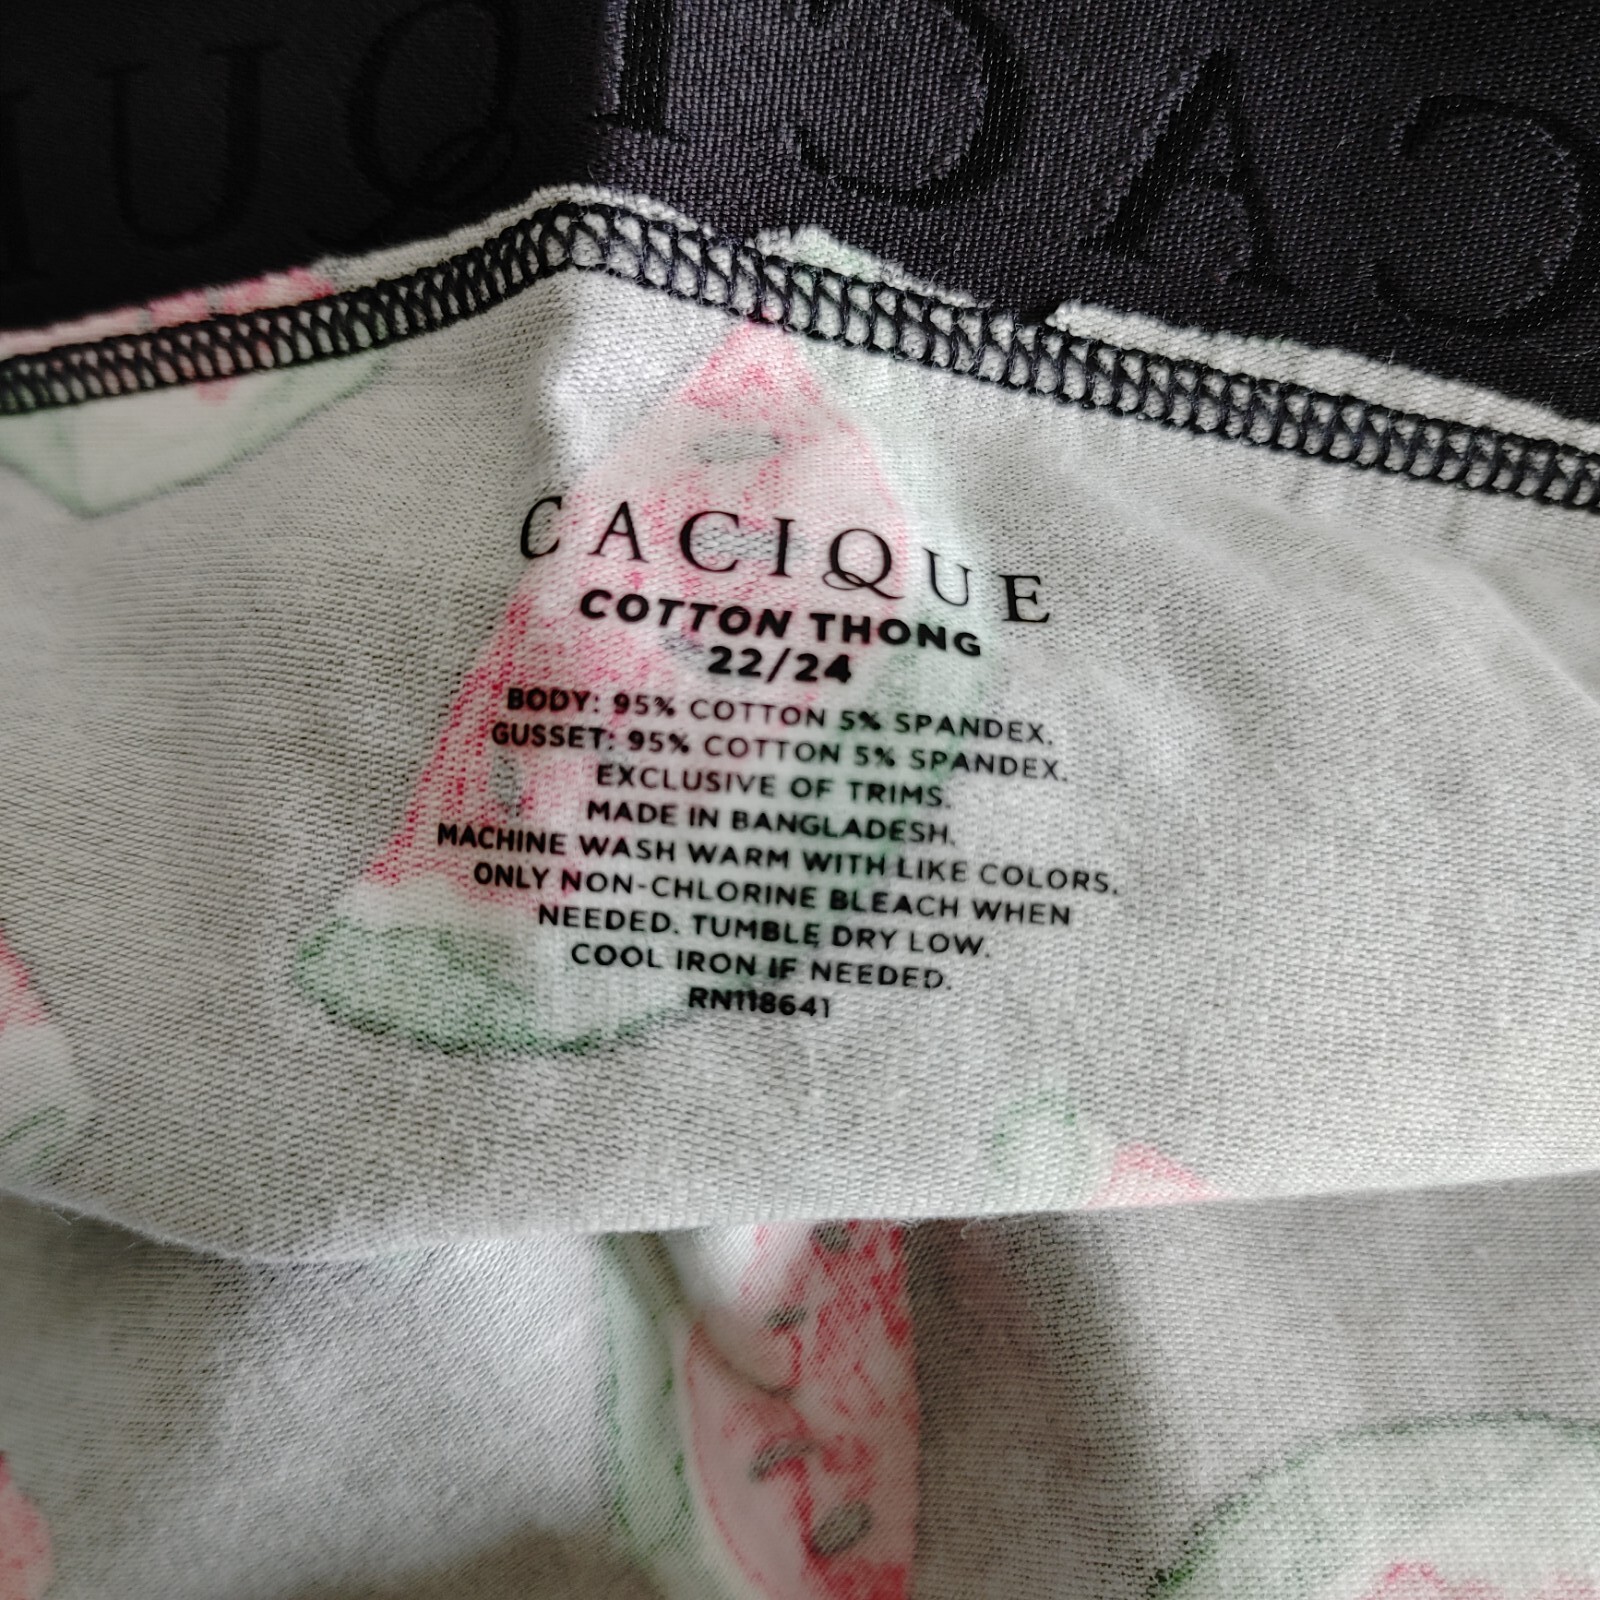 CACIQUE
CACIQUE
COTTON THONG
22/24
BODY: 95% COTTON 5% SPANDEX.
GUSSET: 95% COTTON 5% SPANDEX.
EXCLUSIVE OF TRIMS.
MADE IN BANGLADESH.
MACHINE WASH WARM WITH LIKE COLORS.
ONLY NON-CHLORINE BLEACH WHEN
NEEDED. TUMBLE DRY LOW.
COOL IRON IF NEEDED.
RN118641